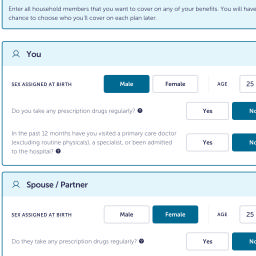 Enter all household members that you want to cover on any of your benefits. You will have
chance to choose who you'll cover on each plan later.
You
SEX ASSIGNED AT BIRTH Male Female AGE 25
Do you take any prescription drugs regularly? Yes
In the past 12 months have you visited a primary care doctor
(excluding routine physicals), a specialist, or been admitted
to the hospital? Yes
Spouse / Partner
SEX ASSIGNED AT BIRTH Male Female AGE 25
Do they take any prescription drugs regularly? Yes